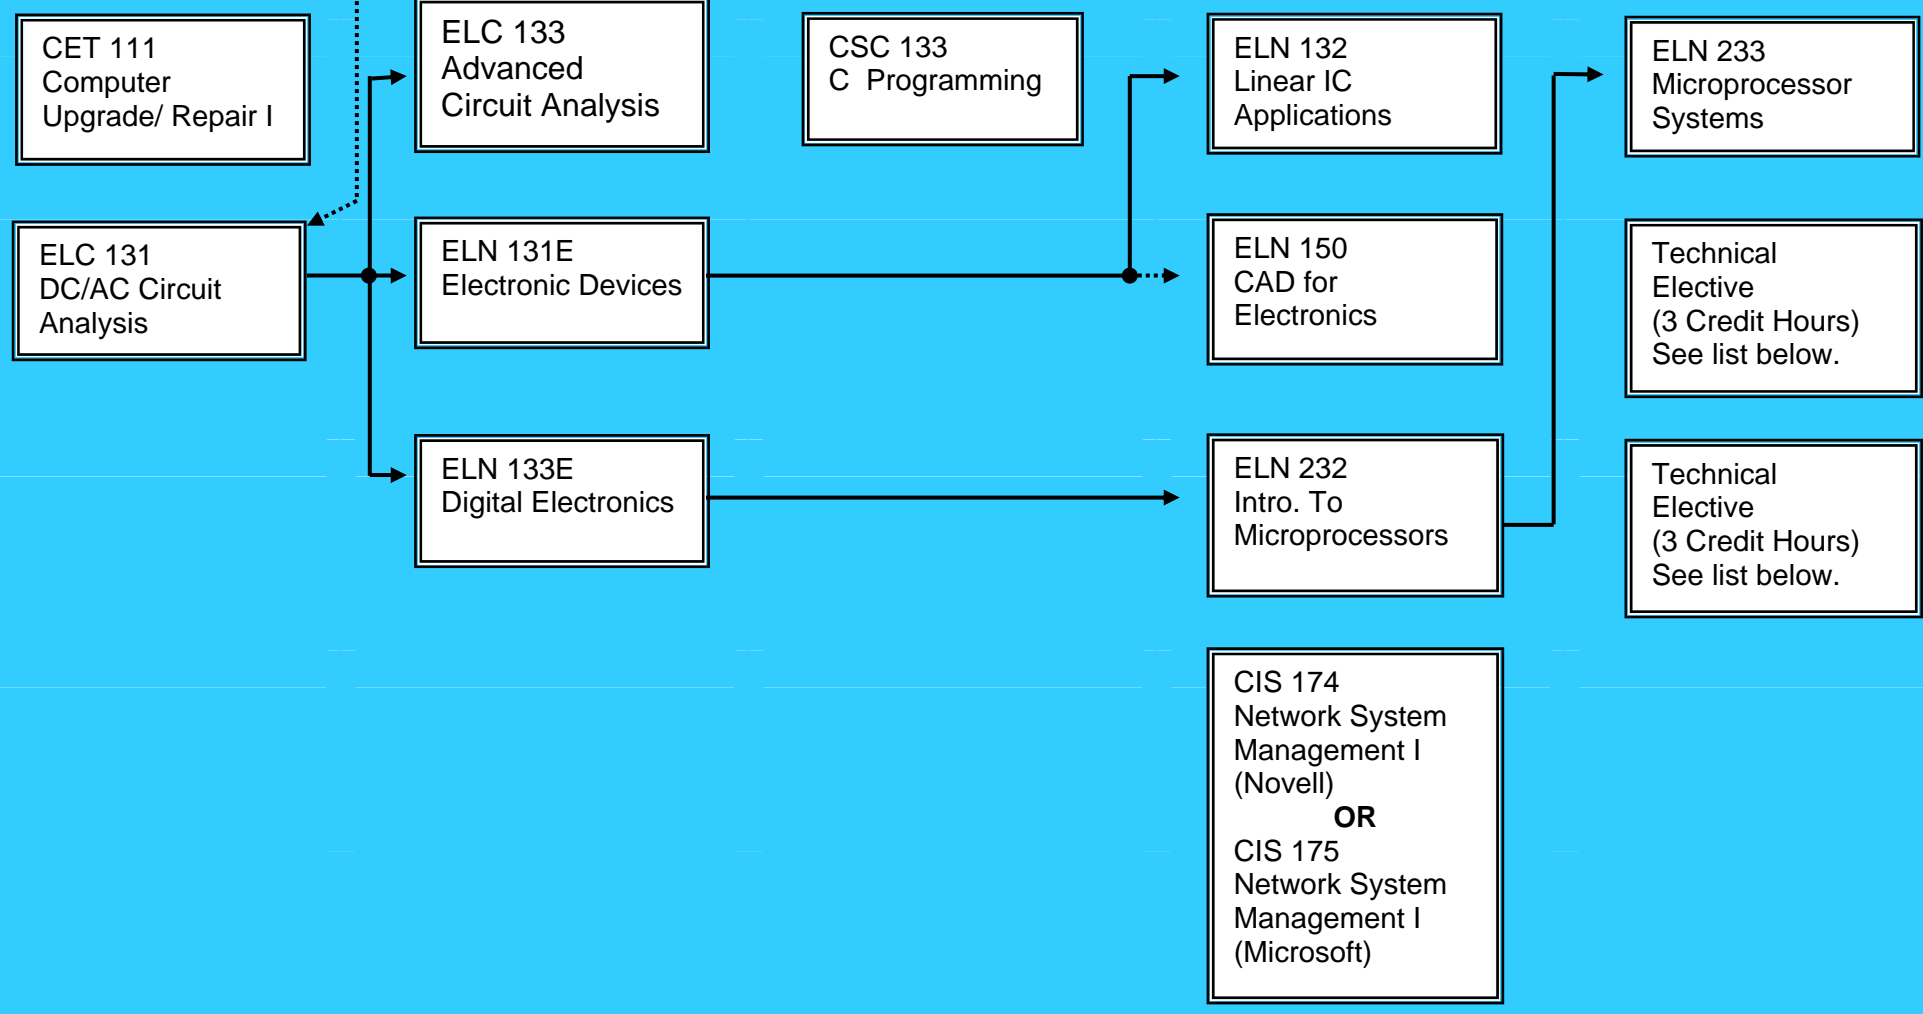 CET 111
Computer
Upgrade/ Repair I
ELC 133
Advanced
Circuit Analysis
CSC 133
C  Programming
ELN 132
Linear IC
Applications
ELN 233
Microprocessor
Systems
ELC 131
DC/AC Circuit
Analysis
ELN 131E
Electronic Devices
ELN 150
CAD for
Electronics
Technical
Elective
(3 Credit Hours)
See list below.
ELN 133E
Digital Electronics
ELN 232
Intro. To
Microprocessors
Technical
Elective
(3 Credit Hours)
See list below.
CIS 174
Network System
Management I
(Novell)
OR
CIS 175
Network System
Management I
(Microsoft)